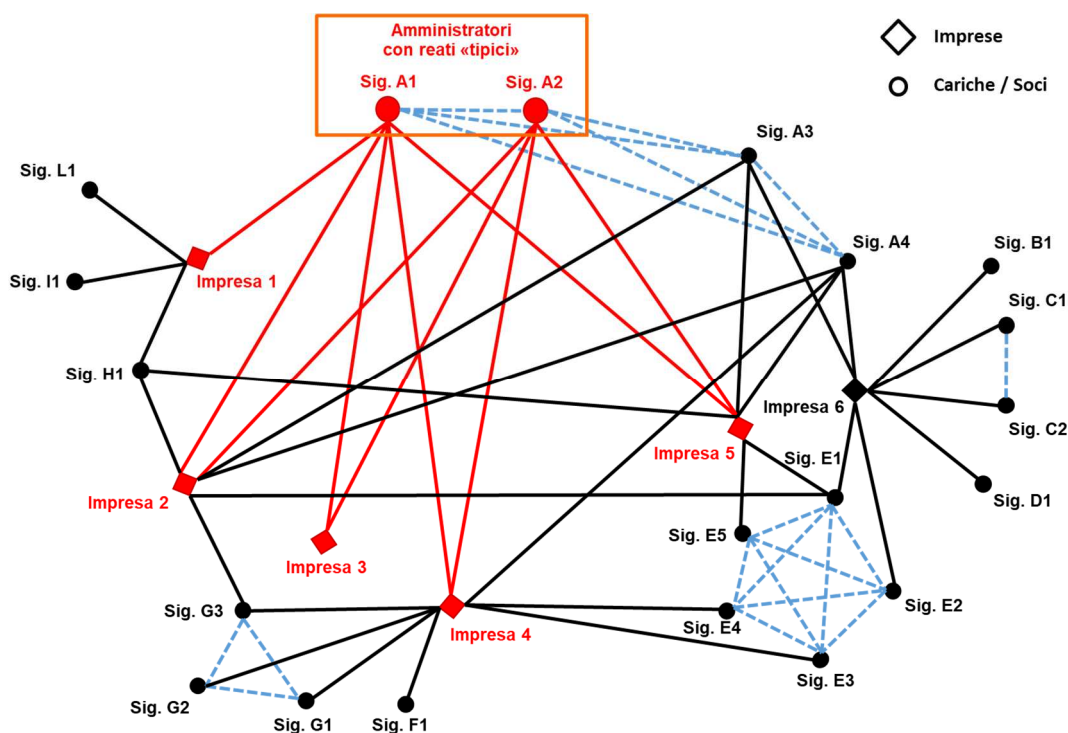 Amministratori
con reati «tipici»
Sig. A1
Sig. A2
Imprese
Cariche / Soci
Sig. A3
Sig. L1
Sig. A4
Sig. B1
Sig. I1
Impresa 1
Sig. C1
Sig. H1
Impresa 6
Sig. C2
Impresa 5
Sig. E1
Impresa 2
Sig. D1
Sig. E5
Impresa 3
Sig. G3
Impresa 4
Sig. E4
Sig. E2
Sig. E3
Sig. G2
Sig. G1
Sig. F1